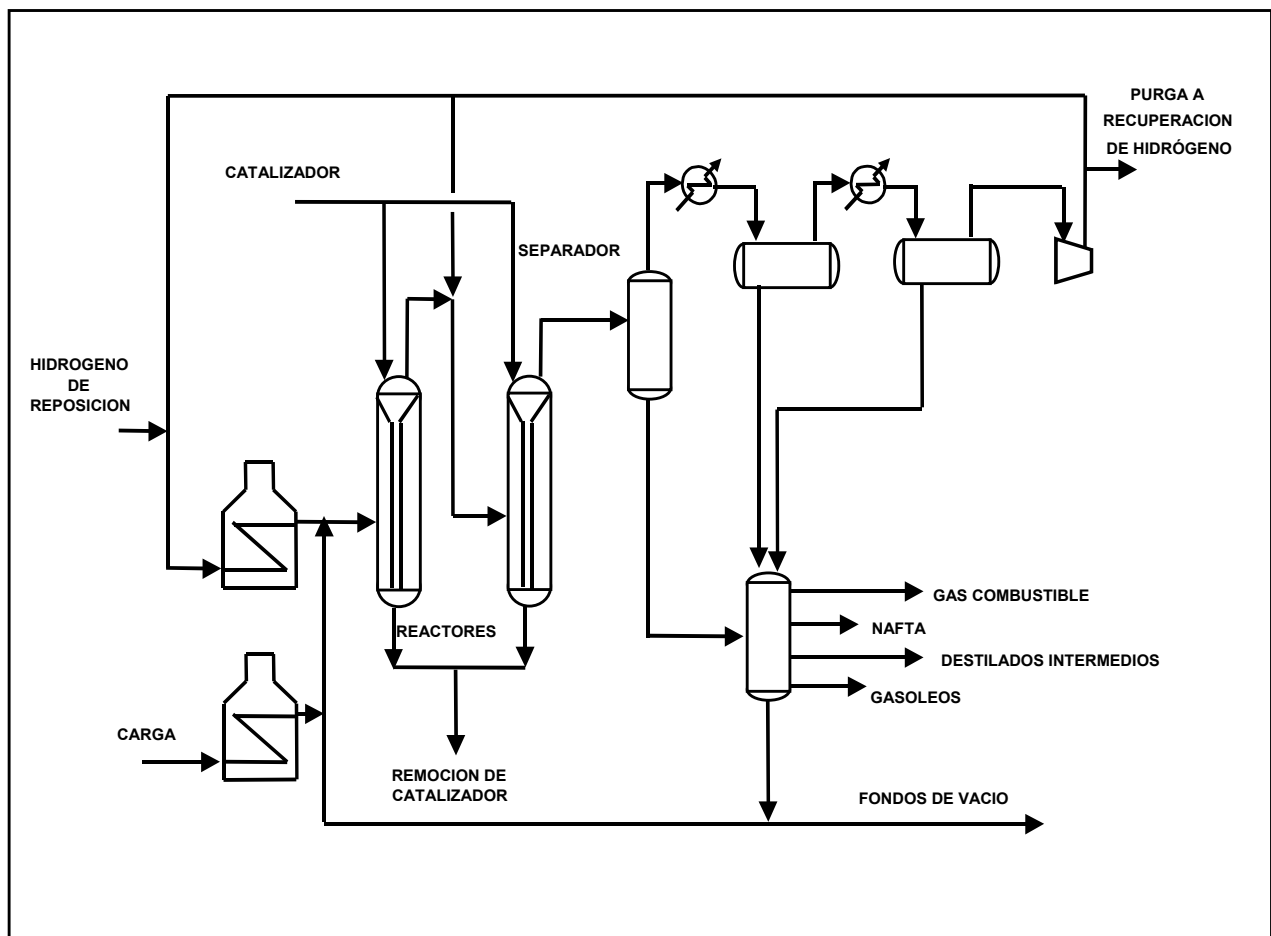 PURGA A
RECUPERACION
DE HIDRÓGENO
CATALIZADOR
SEPARADOR
HIDROGENO
DE
REPOSICION
REACTORES
GAS COMBUSTIBLE
NAFTA
DESTILADOS INTERMEDIOS
GASOLEOS
CARGA
REMOCION DE
CATALIZADOR
FONDOS DE VACIO